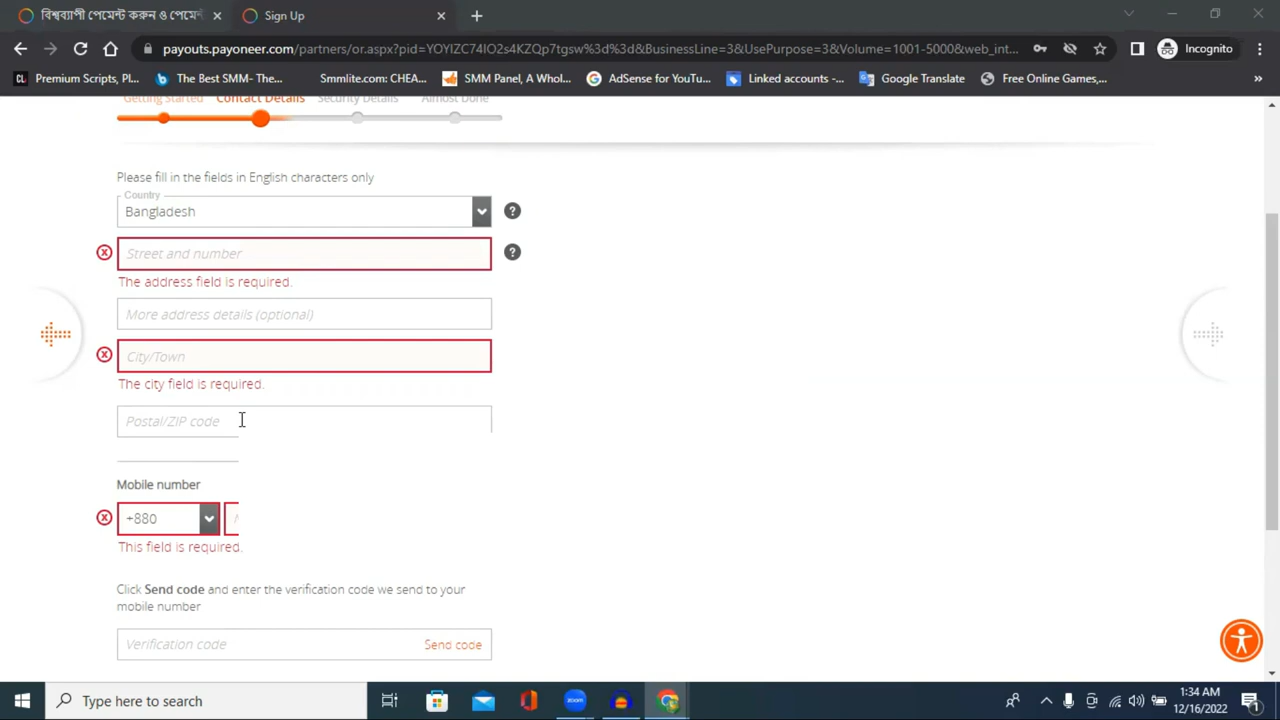 বিশ্বব্যাপী পেমেন্ট করুন ও পেমেন্ট
Sign Up
payouts.payoneer.com/partners/or.aspx?pid=YOYIZC74IO2s4KZQp7tgsw%3d%3d&BusinessLine=3&UsePurpose=3&Volume=1001-5000&web_int...
Incognito
Premium Scripts, Pl...
The Best SMM- The...
Smmlite.com: CHEA...
SMM Panel, A Whol...
AdSense for YouTu...
Linked accounts -...
Google Translate
Free Online Games,...
Getting Started
Contact Details
Security Details
Almost Done
Please fill in the fields in English characters only
Country
Bangladesh
Street and number
The address field is required.
More address details (optional)
City/Town
The city field is required.
Postal/ZIP code
Mobile number
+880
This field is required.
Click Send code and enter the verification code we send to your
mobile number
Verification code
Send code
Type here to search
zoom
1:34 AM
12/16/2022